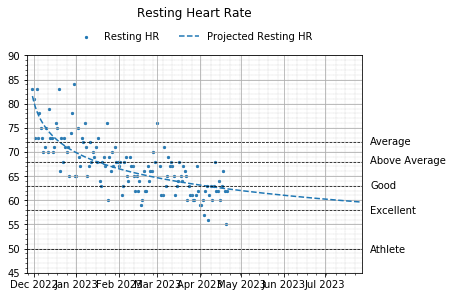 Resting Heart Rate
Resting HR
Projected Resting HR
90
85
80
75
70
65
60
55
50
45
Average
Above Average
Good
Excellent
Athlete
Dec 2022 Jan 2023 Feb 2023 Mar 2023 Apr 2023 May 2023 Jun 2023 Jul 2023